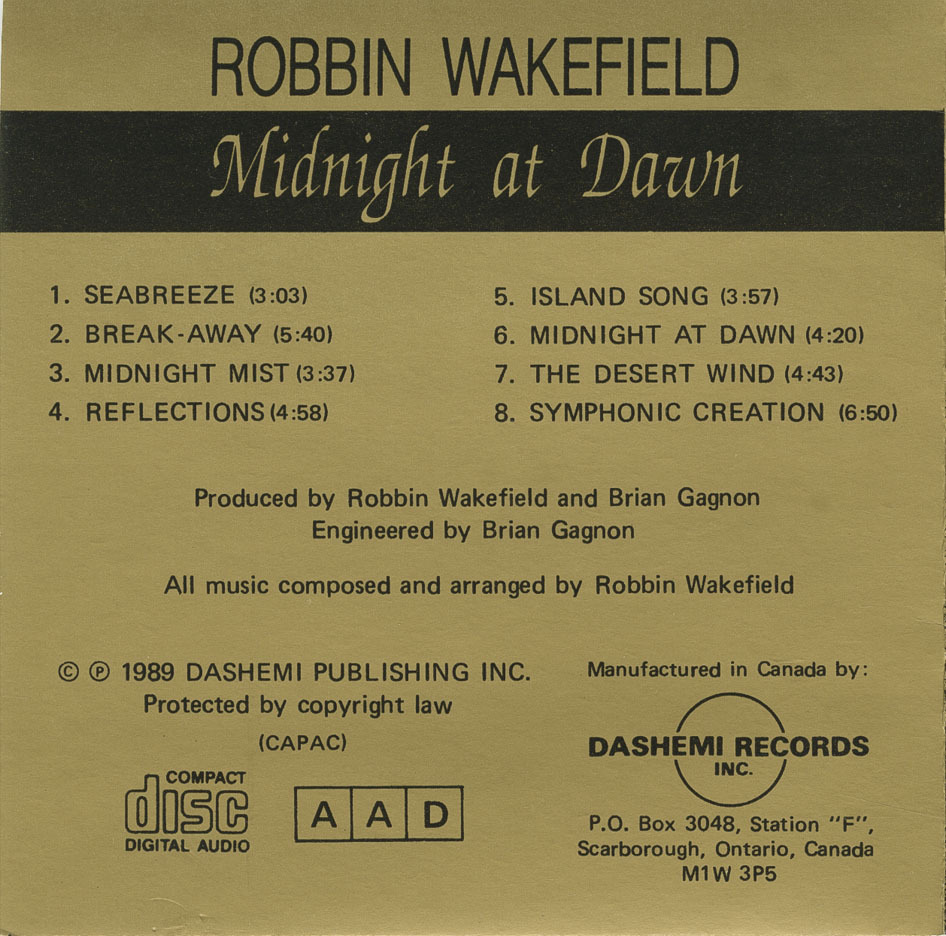 ROBBIN WAKEFIELD
Midnight at Dawn
1. SEABREEZE (3:03)
2. BREAK-AWAY (5:40)
3. MIDNIGHT MIST (3:37)
4. REFLECTIONS (4:58)
5. ISLAND SONG (3:57)
6. MIDNIGHT AT DAWN (4:20)
7. THE DESERT WIND (4:43)
8. SYMPHONIC CREATION (6:50)
Produced by Robbin Wakefield and Brian Gagnon
Engineered by Brian Gagnon
All music composed and arranged by Robbin Wakefield
© ℗ 1989 DASHEMI PUBLISHING INC.
Protected by copyright law
(CAPAC)
COMPACT
disc
DIGITAL AUDIO
A A D
Manufactured in Canada by:
DASHEMI RECORDS
INC.
P.O. Box 3048, Station "F",
Scarborough, Ontario, Canada
M1W 3P5